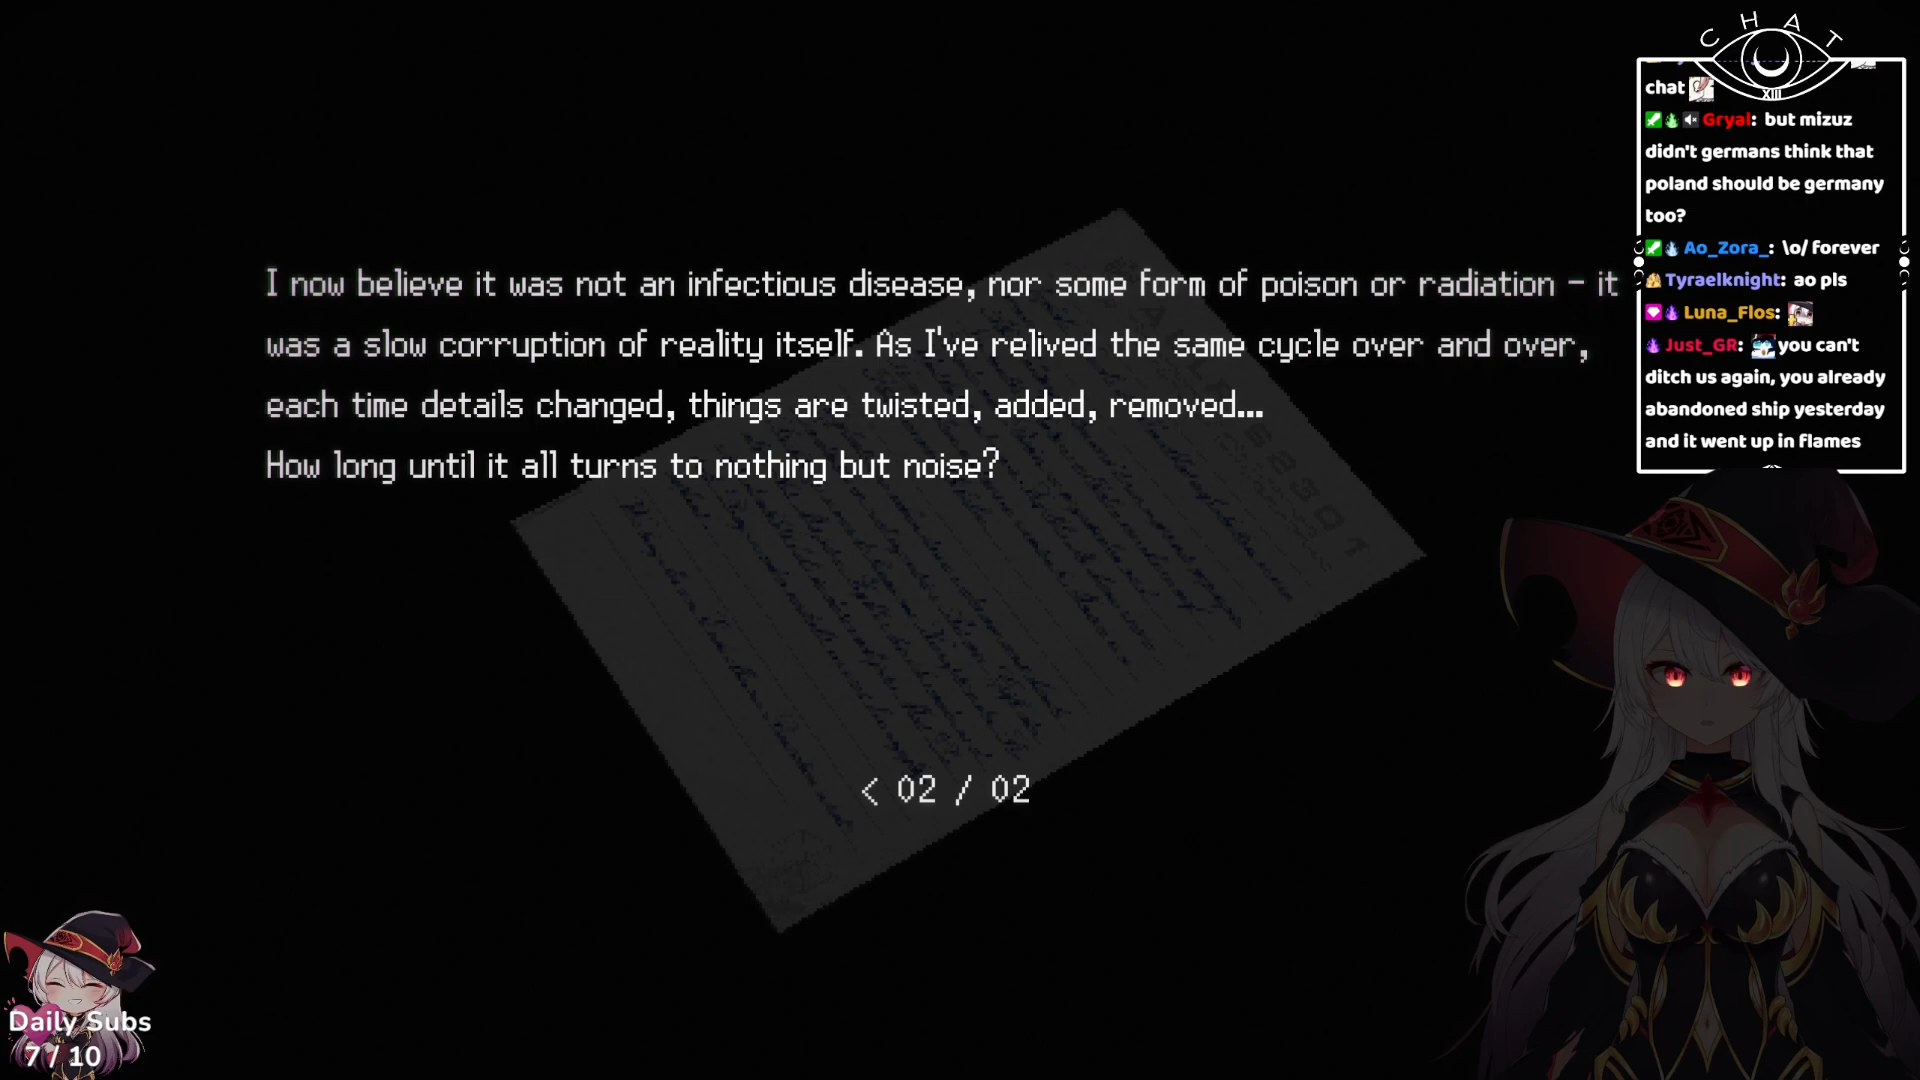 I now believe it was not an infectious disease, nor some form of poison or radiation - it
was a slow corruption of reality itself. As I've relived the same cycle over and over,
each time details changed, things are twisted, added, removed...
How long until it all turns to nothing but noise?
< 02 / 02
CHAT
XIII
chat
Gryal: but mizuz
didn't germans think that
poland should be germany
too?
Ao_Zora_: \o/ forever
Tyraelknight: ao pls
Luna_Flos:
Just_GR: you can't
ditch us again, you already
abandoned ship yesterday
and it went up in flames
Daily Subs
7 / 10